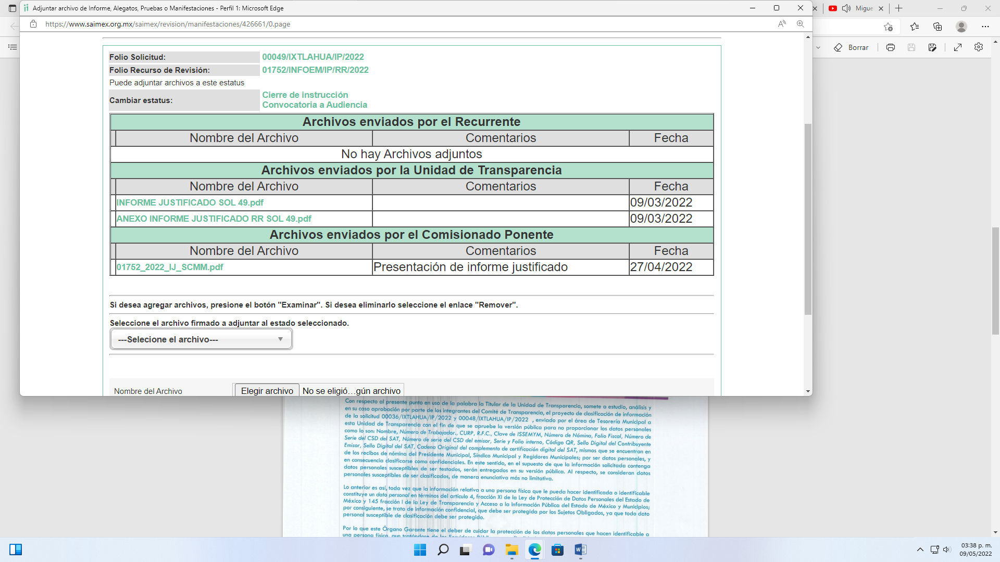 Adjuntar archivo de Informe, Alegatos, Pruebas o Manifestaciones - Perfil 1: Microsoft Edge
Migue
https://www.saimex.org.mx/saimex/revision/manifestaciones/426661/0.page
Borrar
Folio Solicitud: 00049/IXTLAHUA/IP/2022
Folio Recurso de Revisión: 01752/INFOEM/IP/RR/2022
Puede adjuntar archivos a este estatus
Cambiar estatus: Cierre de instrucción
Convocatoria a Audiencia
Archivos enviados por el Recurrente
Nombre del Archivo Comentarios Fecha
No hay Archivos adjuntos
Archivos enviados por la Unidad de Transparencia
Nombre del Archivo Comentarios Fecha
INFORME JUSTIFICADO SOL 49.pdf 09/03/2022
ANEXO INFORME JUSTIFICADO RR SOL 49.pdf 09/03/2022
Archivos enviados por el Comisionado Ponente
Nombre del Archivo Comentarios Fecha
01752_2022_IJ_SCMM.pdf Presentación de informe justificado 27/04/2022
Si desea agregar archivos, presione el botón "Examinar". Si desea eliminarlo seleccione el enlace "Remover".
Seleccione el archivo firmado a adjuntar al estado seleccionado.
---Selecione el archivo---
Nombre del Archivo Elegir archivo No se eligió…gún archivo
Con respecto al presente punto en uso de la palabra la Titular de la Unidad de Transparencia, somete a estudio, análisis y
en su caso aprobación por parte de los integrantes del Comité de Transparencia, el proyecto de clasificación de información
de la solicitud 00036/IXTLAHUA/IP/2022 y 00048/IXTLAHUA/IP/2022 , enviado por el área de Tesorería Municipal a
esta Unidad de Transparencia con el fin de que se apruebe la versión pública para no proporcionar los datos personales
como lo son: Nombre, Número de Trabajador., CURP, R.F.C., Clave de ISSEMYM, Número de Nómina, Folio Fiscal, Número de
Serie del CSD del SAT, Número de serie del CSD del emisor, Serie y Folio interno, Código QR, Sello Digital del Contribuyente
Emisor, Sello Digital del SAT, Cadena Original del complemento de certificación digital del SAT, mismos que se encuentran en
de los recibos de nómina del Presidente Municipal, Síndico Municipal y Regidores Municipales; por ser datos personales, y
en consecuencia clasificarse como confidenciales. En este sentido, en el supuesto de que la información solicitada contenga
datos personales susceptibles de ser testados, serán entregados en su versión pública. Al respecto, se consideran datos
personales susceptibles de ser clasificados, de manera enunciativa más no limitativa.
Lo anterior es así, toda vez que la información relativa a una persona física que le pueda hacer identificada o identificable
constituye un dato personal en términos del artículo 4, fracción XI de la Ley de Protección de Datos Personales del Estado de
México y 145 fracción I de la Ley de Transparencia y Acceso a la Información Pública del Estado de México y Municipios;
por consiguiente, se trata de información confidencial, que debe ser protegida por los Sujetos Obligados, ya que todo dato
personal susceptible de clasificación debe ser protegido.
Por lo que este Órgano Garante tiene el deber de cuidar la protección de los datos personales que hacen identificable a
una persona física, aun tratándose de los
03:38 p. m.
09/05/2022